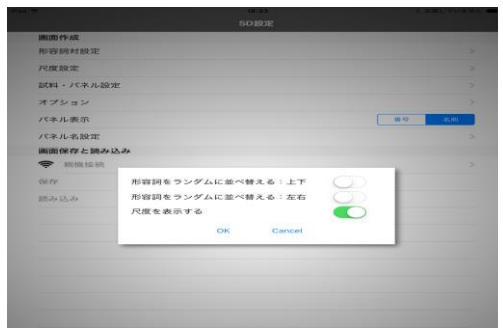 SD設定
画面作成
形容詞対設定
尺度設定
試料・パネル設定
オプション
パネル表示
番号 名前
パネル名設定
画面保存と読み込み
親機接続
保存
読み込み
形容詞をランダムに並べ替える：上下
形容詞をランダムに並べ替える：左右
尺度を表示する
OK Cancel